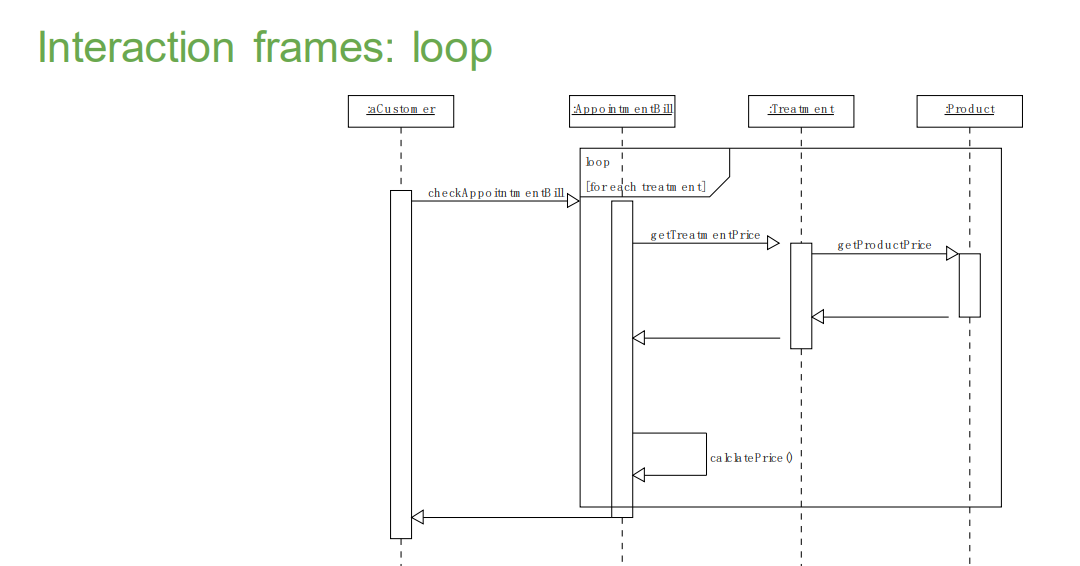 Interaction frames: loop
:aCustomer
:AppointmentBill
:Treatment
:Product
loop
[for each treatment]
checkAppoitntmentBill
getTreatmentPrice
getProductPrice
calclatePrice()